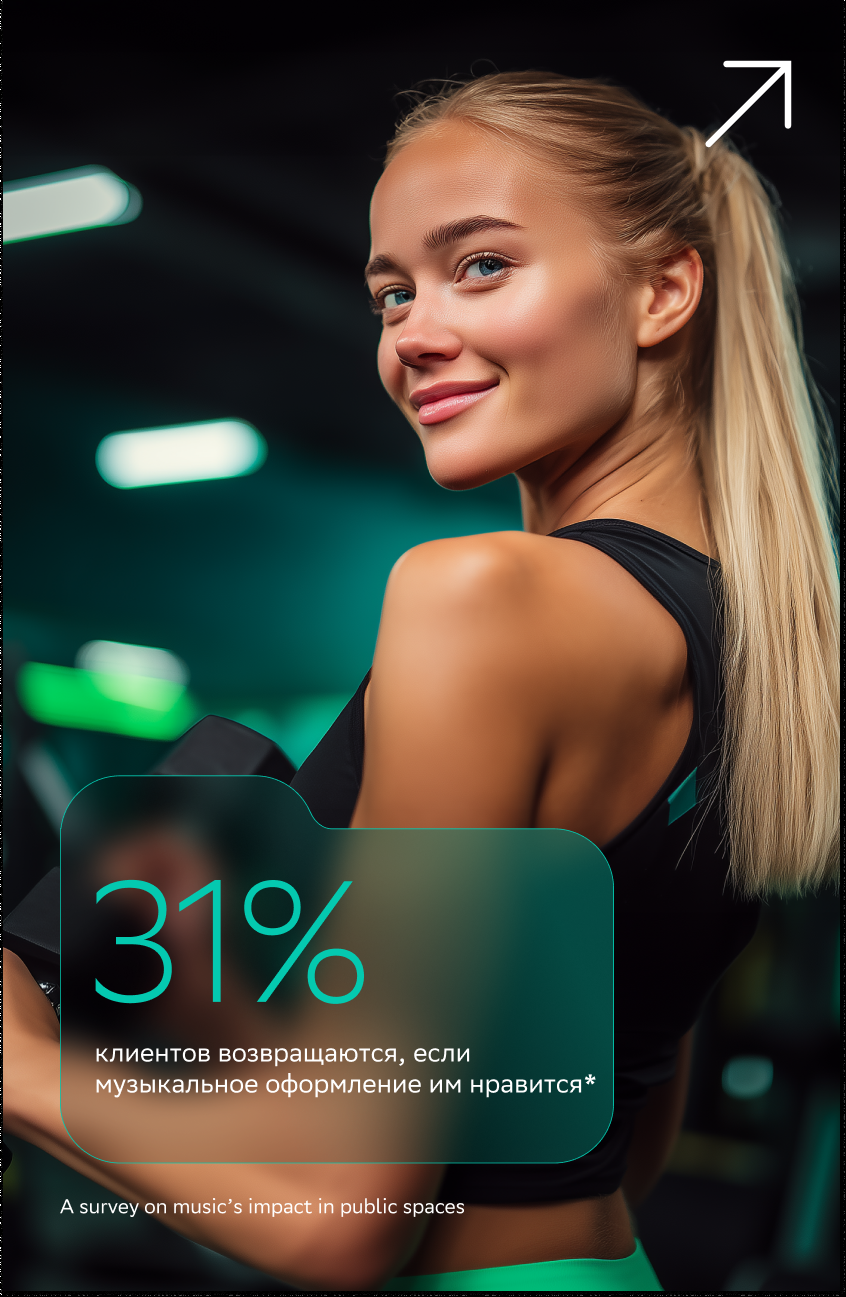 31%
клиентов возвращаются, если
музыкальное оформление им нравится*
A survey on music’s impact in public spaces